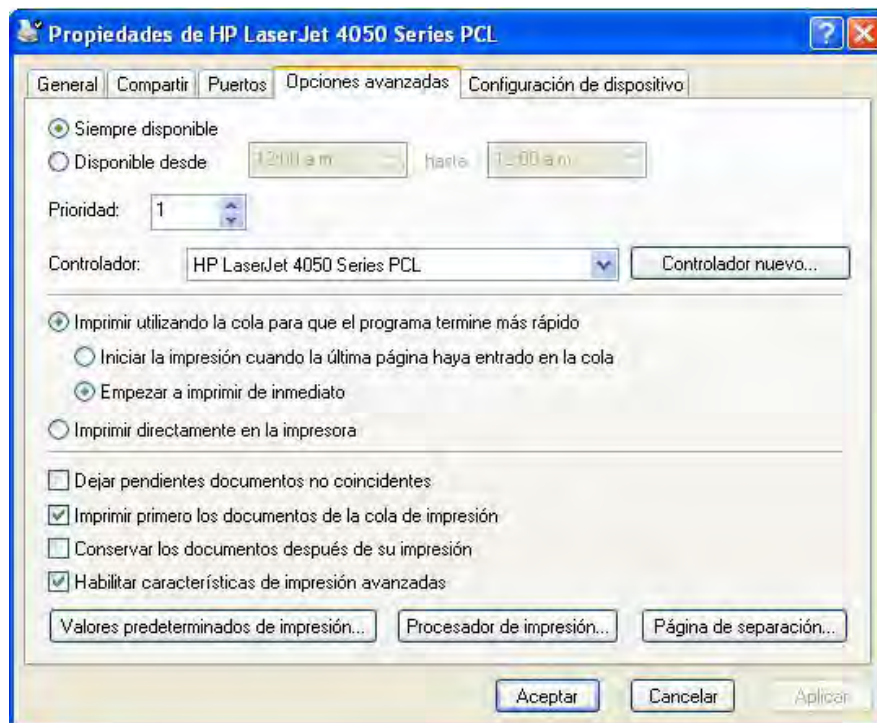 Propiedades de HP LaserJet 4050 Series PCL
General Compartir Puertos Opciones avanzadas Configuración de dispositivo
Siempre disponible
Disponible desde 12:00 a.m. hasta 12:00 a.m.
Prioridad: 1
Controlador: HP LaserJet 4050 Series PCL Controlador nuevo...
Imprimir utilizando la cola para que el programa termine más rápido
Iniciar la impresión cuando la última página haya entrado en la cola
Empezar a imprimir de inmediato
Imprimir directamente en la impresora
Dejar pendientes documentos no coincidentes
Imprimir primero los documentos de la cola de impresión
Conservar los documentos después de su impresión
Habilitar características de impresión avanzadas
Valores predeterminados de impresión... Procesador de impresión... Página de separación...
Aceptar Cancelar Aplicar